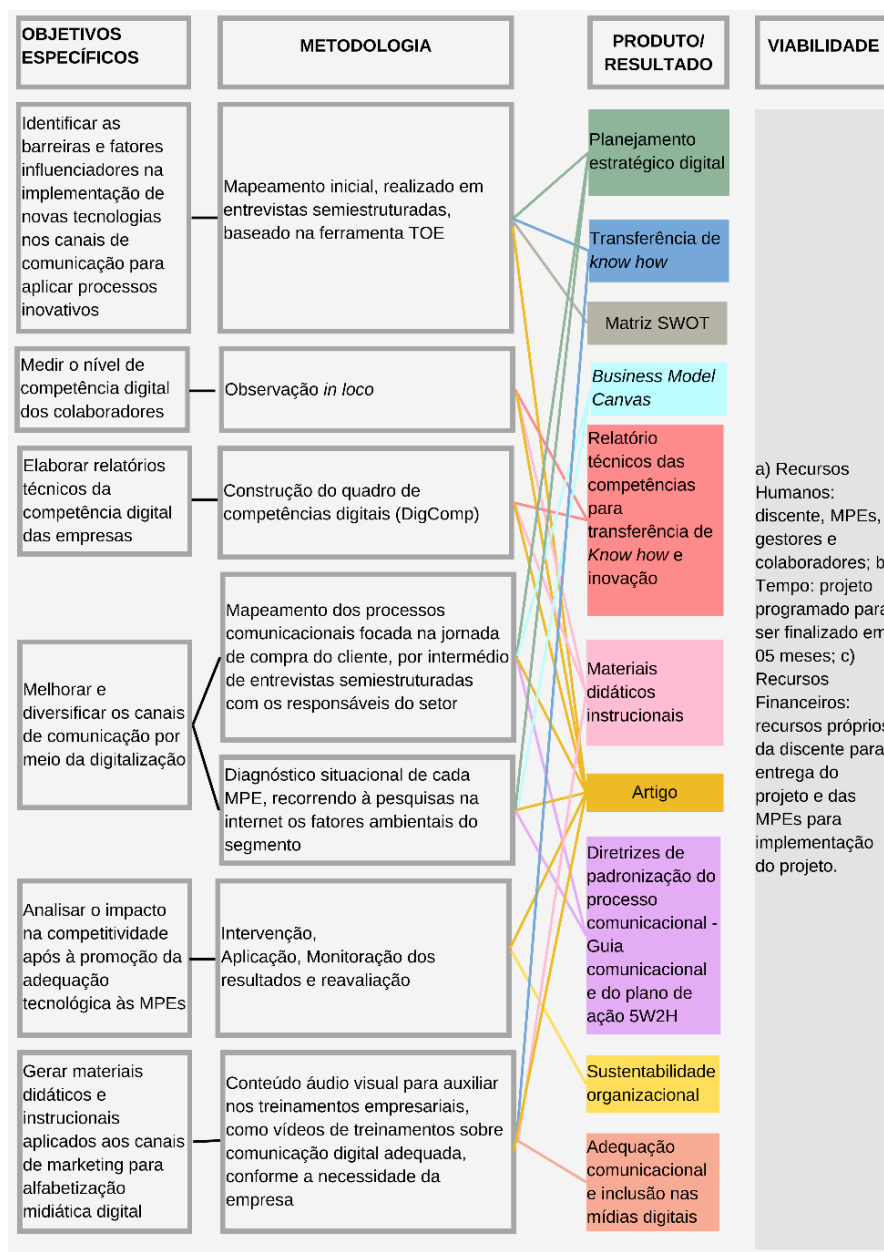 OBJETIVOS
ESPECÍFICOS
METODOLOGIA
PRODUTO/
RESULTADO
VIABILIDADE
Identificar as
barreiras e fatores
influenciadores na
implementação de
novas tecnologias
nos canais de
comunicação para
aplicar processos
inovativos
Mapeamento inicial, realizado em
entrevistas semiestruturadas,
baseado na ferramenta TOE
Medir o nível de
competência digital
dos colaboradores
Observação in loco
Elaborar relatórios
técnicos da
competência digital
das empresas
Construção do quadro de
competências digitais (DigComp)
Melhorar e
diversificar os canais
de comunicação por
meio da digitalização
Mapeamento dos processos
comunicacionais focada na jornada
de compra do cliente, por intermédio
de entrevistas semiestruturadas
com os responsáveis do setor
Diagnóstico situacional de cada
MPE, recorrendo à pesquisas na
internet os fatores ambientais do
segmento
Analisar o impacto
na competitividade
após à promoção da
adequação
tecnológica às MPEs
Intervenção,
Aplicação, Monitoração dos
resultados e reavaliação
Gerar materiais
didáticos e
instrucionais
aplicados aos canais
de marketing para
alfabetização
midiática digital
Conteúdo áudio visual para auxiliar
nos treinamentos empresariais,
como vídeos de treinamentos sobre
comunicação digital adequada,
conforme a necessidade da
empresa
Planejamento
estratégico digital
Transferência de
know how
Matriz SWOT
Business Model
Canvas
Relatório
técnicos das
competências
para
transferência de
Know how e
inovação
Materiais
didáticos
instrucionais
Artigo
Diretrizes de
padronização do
processo
comunicacional -
Guia
comunicacional
e do plano de
ação 5W2H
Sustentabilidade
organizacional
Adequação
comunicacional
e inclusão nas
mídias digitais
a) Recursos
Humanos:
discente, MPEs,
gestores e
colaboradores; b
Tempo: projeto
programado para
ser finalizado em
05 meses; c)
Recursos
Financeiros:
recursos próprios
da discente para
entrega do
projeto e das
MPEs para
implementação
do projeto.